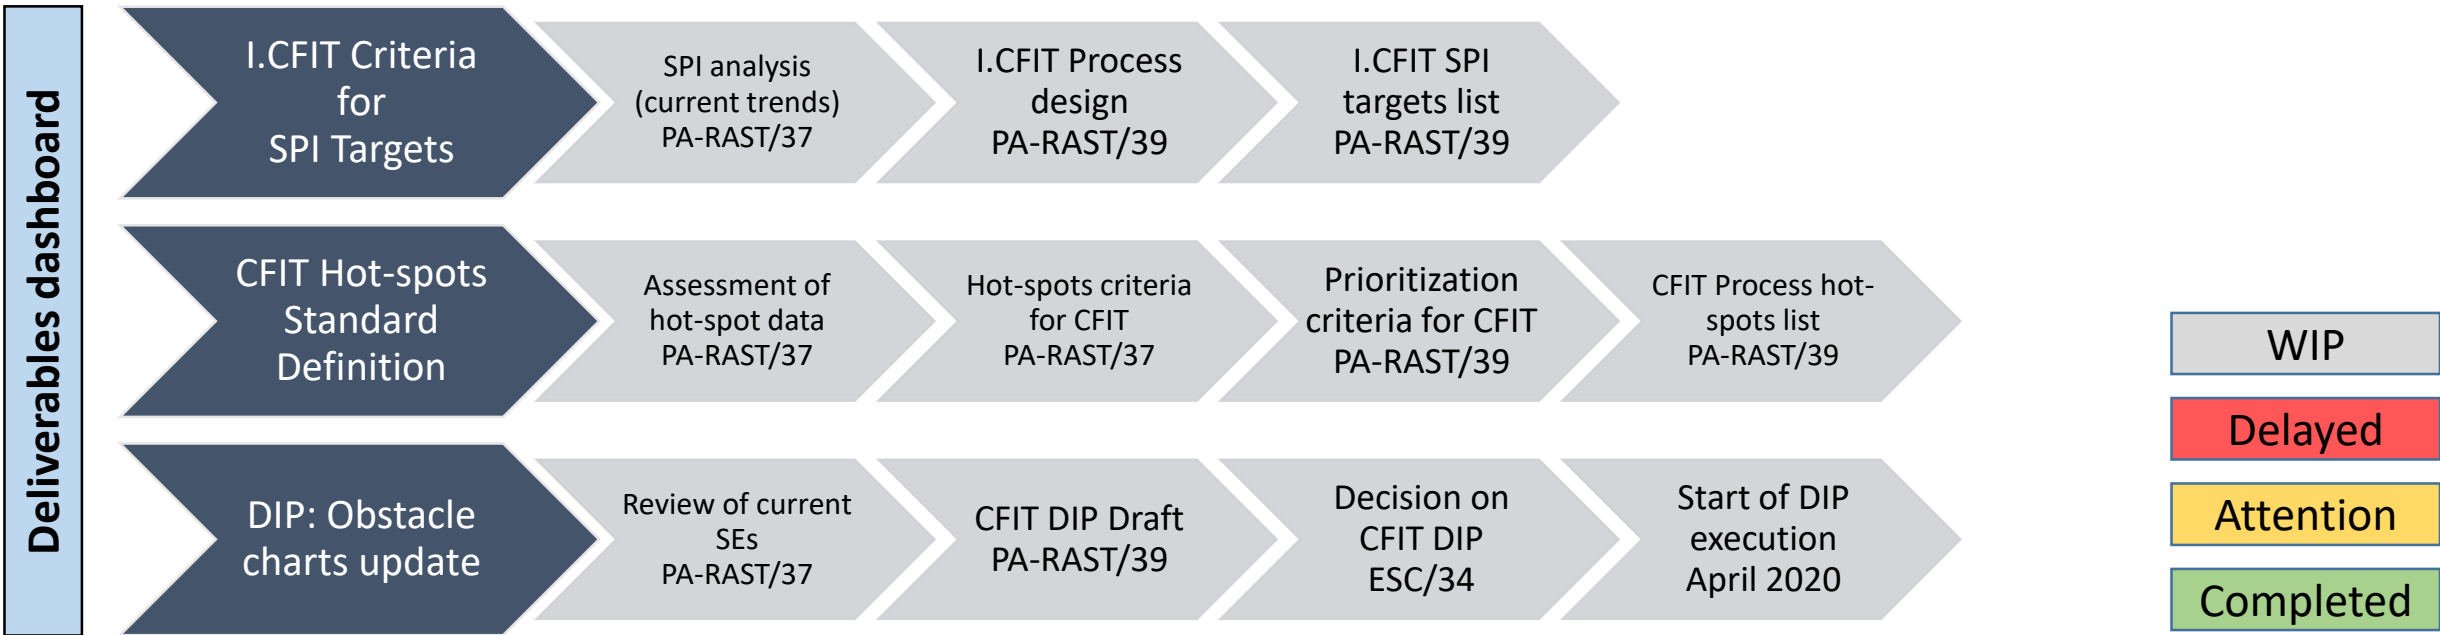 Deliverables dashboard
I.CFIT Criteria
for
SPI Targets
SPI analysis
(current trends)
PA-RAST/37
I.CFIT Process
design
PA-RAST/39
I.CFIT SPI
targets list
PA-RAST/39
CFIT Hot-spots
Standard
Definition
Assessment of
hot-spot data
PA-RAST/37
Hot-spots criteria
for CFIT
PA-RAST/37
Prioritization
criteria for CFIT
PA-RAST/39
CFIT Process hot-
spots list
PA-RAST/39
DIP: Obstacle
charts update
Review of current
SEs
PA-RAST/37
CFIT DIP Draft
PA-RAST/39
Decision on
CFIT DIP
ESC/34
Start of DIP
execution
April 2020
WIP
Delayed
Attention
Completed